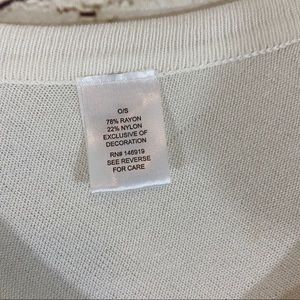 O/S
78% RAYON
22% NYLON
EXCLUSIVE OF
DECORATION
RN# 146919
SEE REVERSE
FOR CARE